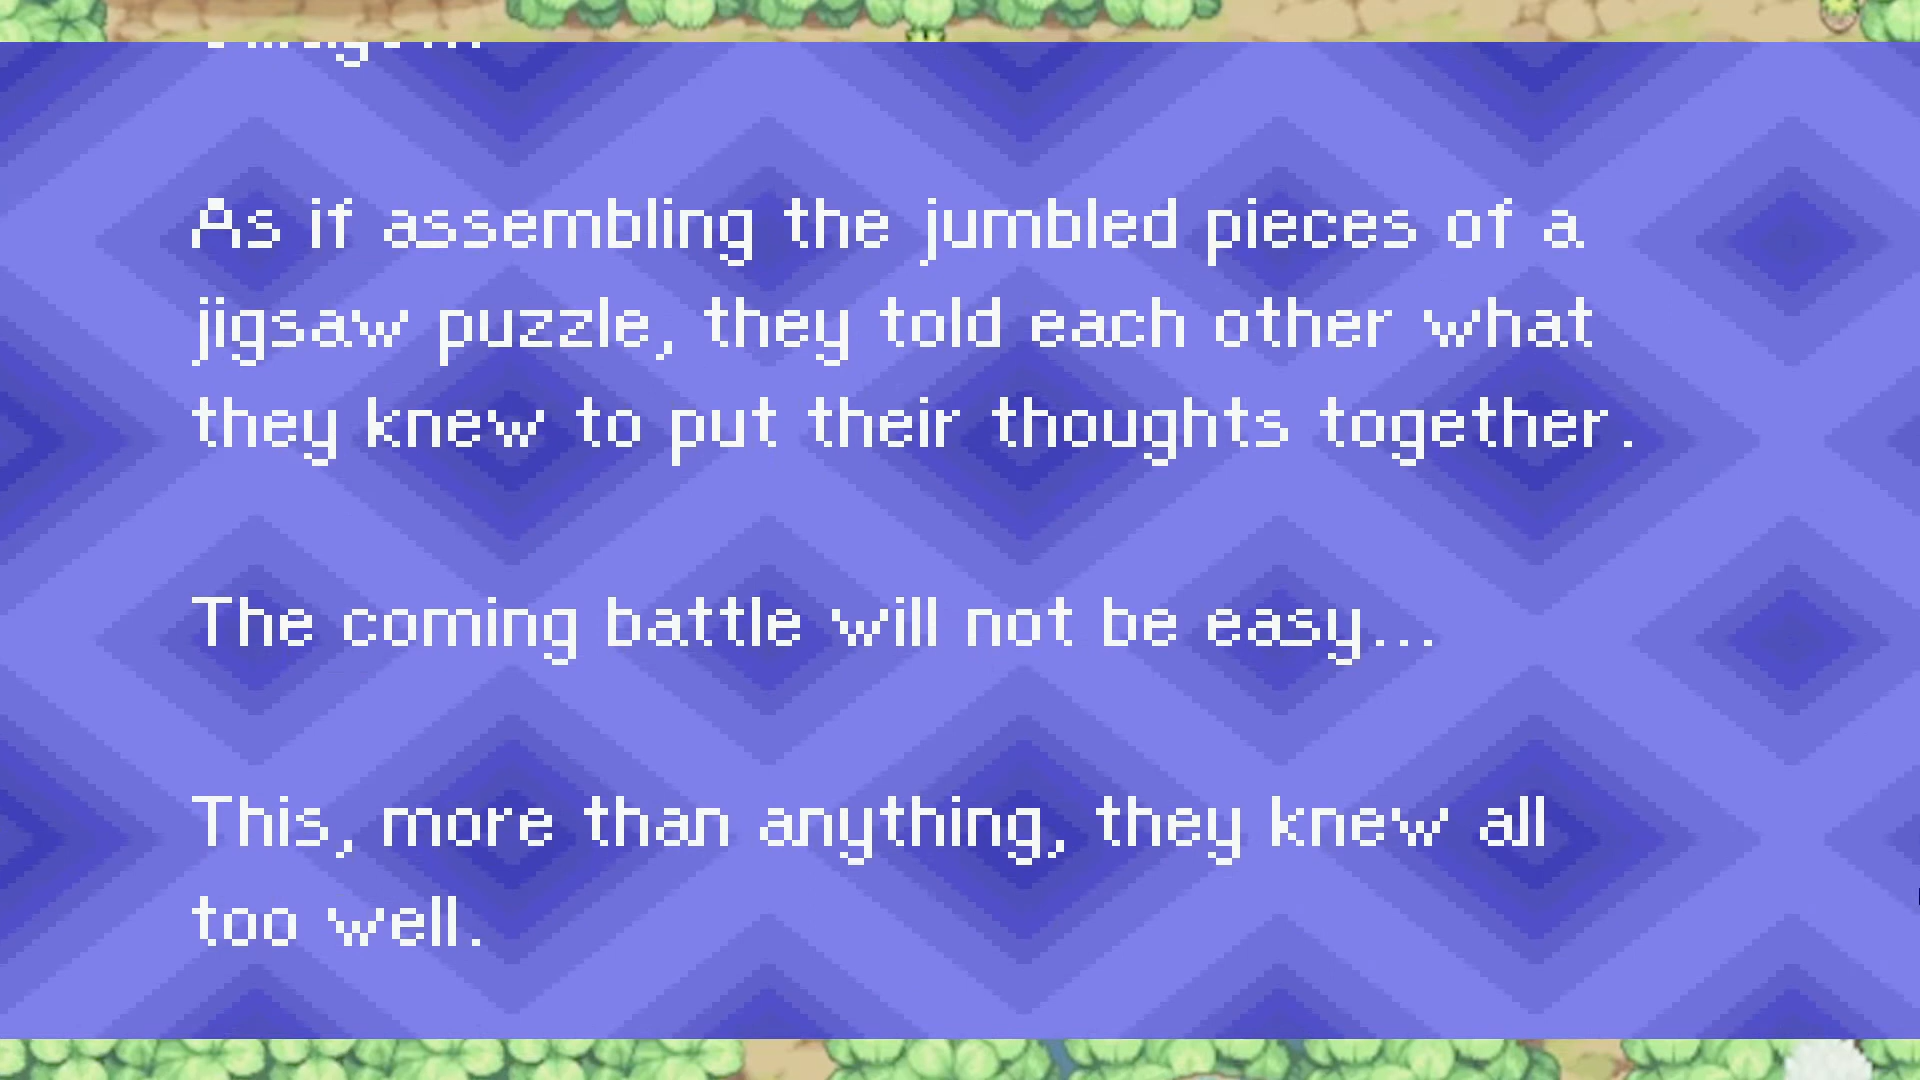 As if assembling the jumbled pieces of a
jigsaw puzzle, they told each other what
they knew to put their thoughts together.
The coming battle will not be easy...
This, more than anything, they knew all
too well.